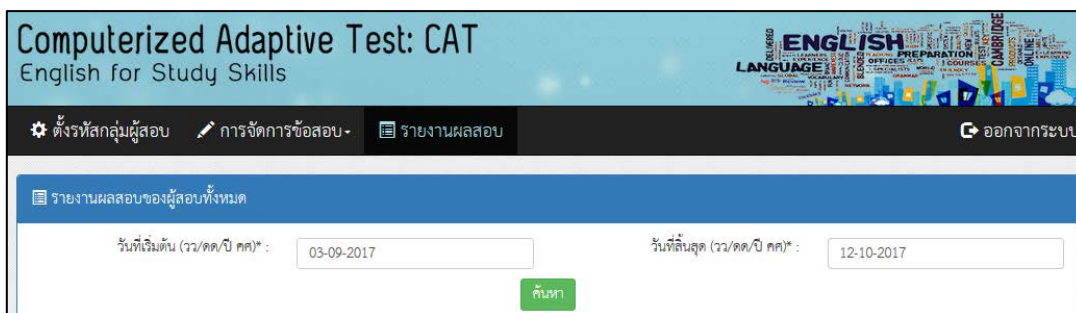 Computerized Adaptive Test: CAT
English for Study Skills
ENGLISH
LANGUAGE
PREPARATION
OFFICES
COURSES
CAMBRIDGE
ONLINE
ตั้งรหัสกลุ่มผู้สอบ การจัดการข้อสอบ รายงานผลสอบ ออกจากระบบ
รายงานผลสอบของผู้สอบทั้งหมด
วันที่เริ่มต้น (วว/ดด/ปี คศ)* : 03-09-2017 วันที่สิ้นสุด (วว/ดด/ปี คศ)* : 12-10-2017
ค้นหา